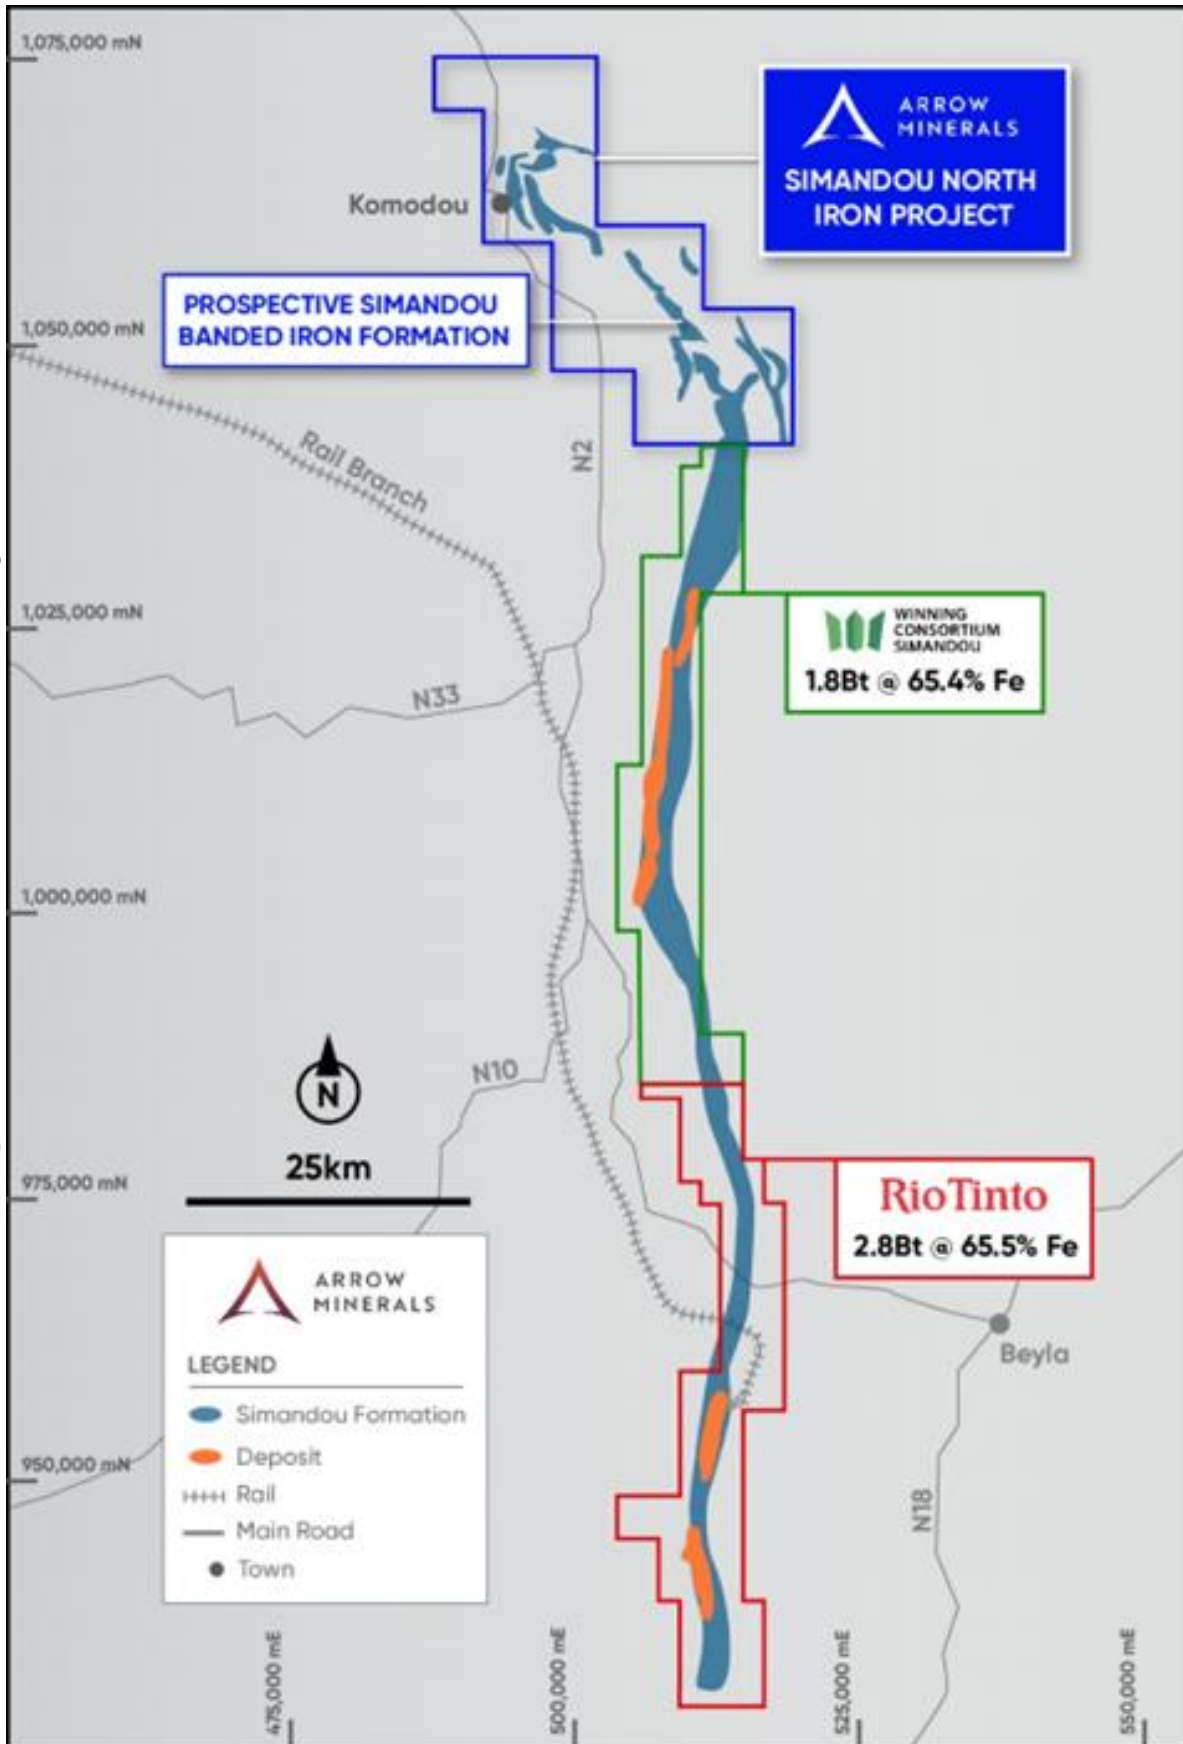 1,075,000 mN
ARROW
MINERALS
SIMANDOU NORTH
IRON PROJECT
Komodou
PROSPECTIVE SIMANDOU
BANDED IRON FORMATION
1,050,000 mN
Rail Branch
N2
1,025,000 mN
WINNING
CONSORTIUM
SIMANDOU
1.8Bt @ 65.4% Fe
N33
1,000,000 mN
N10
N
25km
975,000 mN
RioTinto
2.8Bt @ 65.5% Fe
Beyla
ARROW
MINERALS
LEGEND
Simandou Formation
Deposit
Rail
Main Road
Town
950,000 mN
N18
475,000 mE
500,000 mE
525,000 mE
550,000 mE